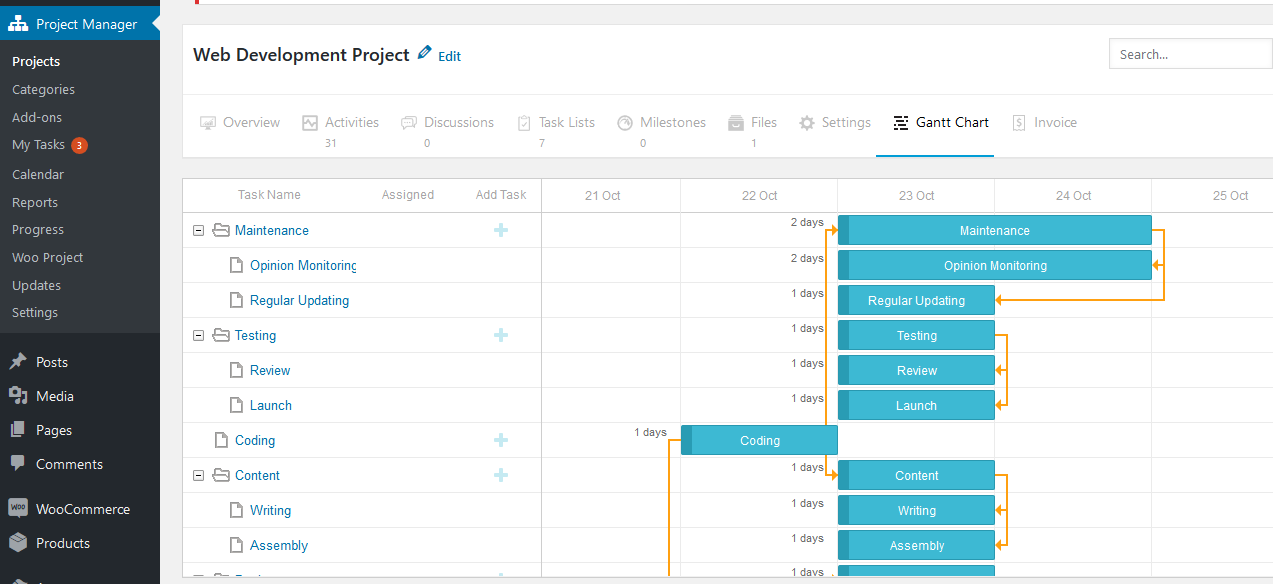 Project Manager
Projects
Categories
Add-ons
My Tasks 3
Calendar
Reports
Progress
Woo Project
Updates
Settings
Posts
Media
Pages
Comments
WooCommerce
Products
Web Development Project Edit
Search...
Overview Activities Discussions Task Lists Milestones Files Settings Gantt Chart Invoice
31 0 7 0 1
Task Name Assigned Add Task 21 Oct 22 Oct 23 Oct 24 Oct 25 Oct
Maintenance 2 days Maintenance
Opinion Monitoring 2 days Opinion Monitoring
Regular Updating 1 days Regular Updating
Testing 1 days Testing
Review 1 days Review
Launch 1 days Launch
Coding 1 days Coding
Content 1 days Content
Writing 1 days Writing
Assembly 1 days Assembly
1 days